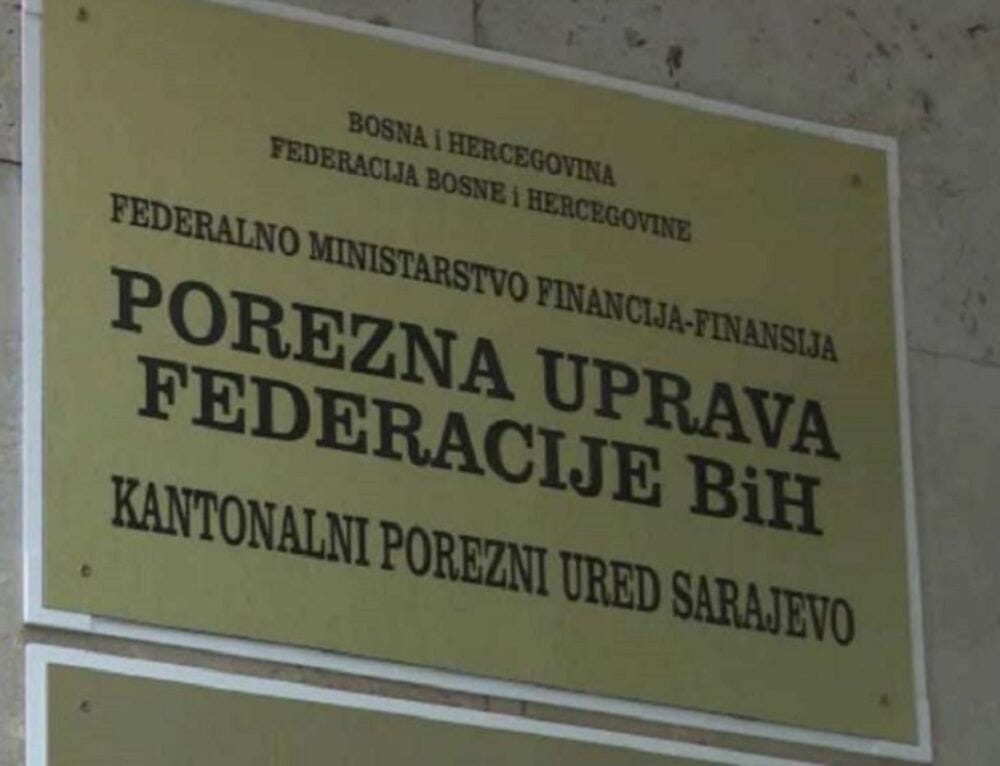 BOSNA i HERCEGOVINA
FEDERACIJA BOSNE i HERCEGOVINE
FEDERALNO MINISTARSTVO FINANCIJA-FINANSIJA
POREZNA UPRAVA
FEDERACIJE BiH
KANTONALNI POREZNI URED SARAJEVO